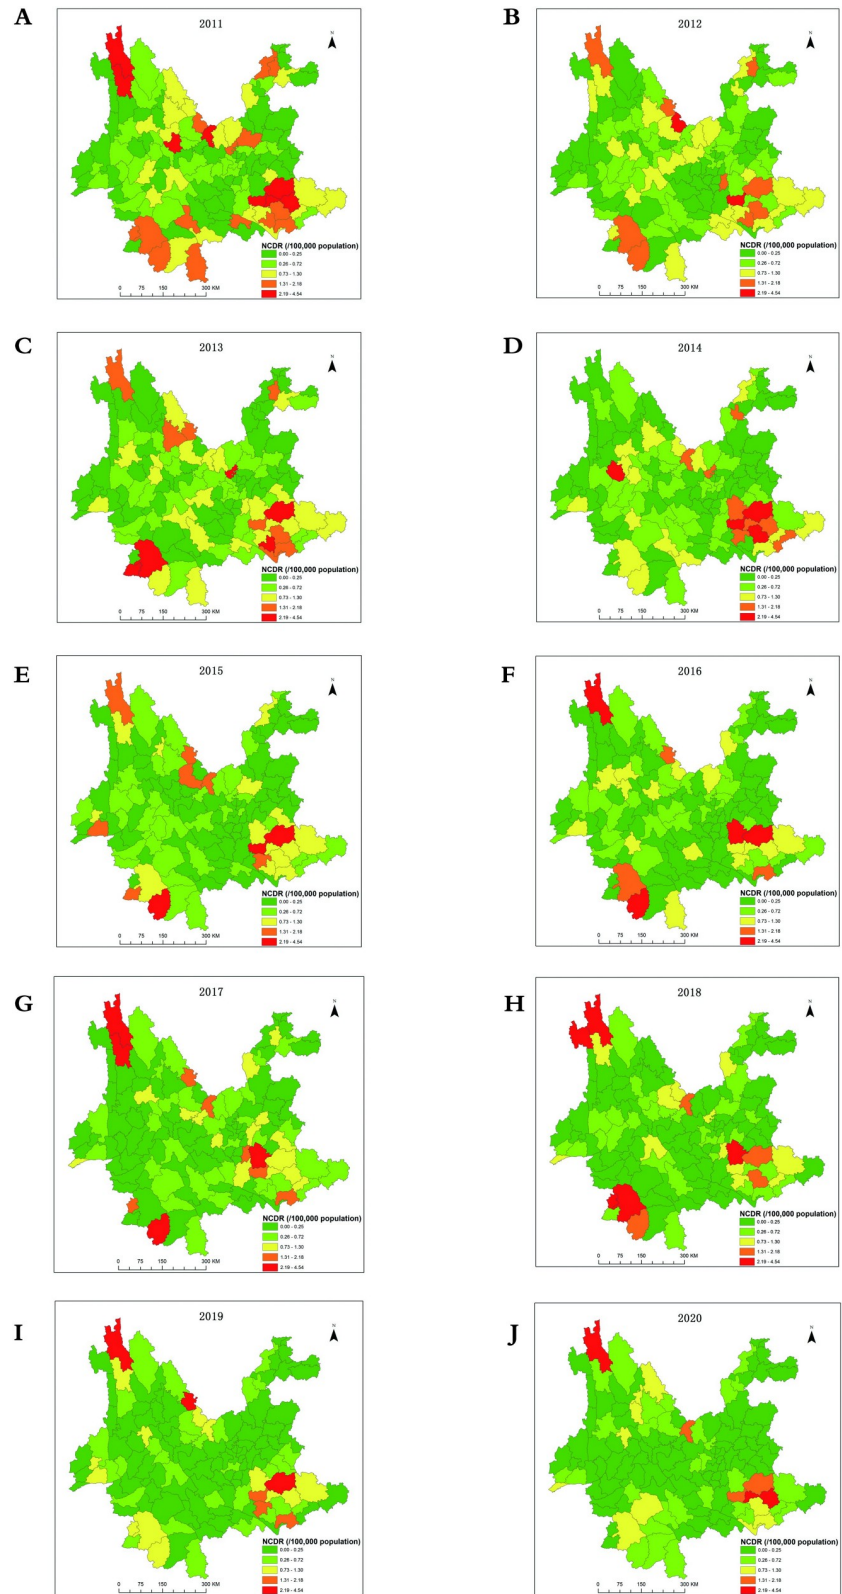 A
2011
N
NCDR (/100,000 population)
0.00 - 0.25
0.26 - 0.72
0.73 - 1.30
1.31 - 2.18
2.19 - 4.54
0 75 150 300 KM
B
2012
N
NCDR (/100,000 population)
0.00 - 0.25
0.26 - 0.72
0.73 - 1.30
1.31 - 2.18
2.19 - 4.54
0 75 150 300 KM
C
2013
N
NCDR (/100,000 population)
0.00 - 0.25
0.26 - 0.72
0.73 - 1.30
1.31 - 2.18
2.19 - 4.54
0 75 150 300 KM
D
2014
N
NCDR (/100,000 population)
0.00 - 0.25
0.26 - 0.72
0.73 - 1.30
1.31 - 2.18
2.19 - 4.54
0 75 150 300 KM
E
2015
N
NCDR (/100,000 population)
0.00 - 0.25
0.26 - 0.72
0.73 - 1.30
1.31 - 2.18
2.19 - 4.54
0 75 150 300 KM
F
2016
N
NCDR (/100,000 population)
0.00 - 0.25
0.26 - 0.72
0.73 - 1.30
1.31 - 2.18
2.19 - 4.54
0 75 150 300 KM
G
2017
N
NCDR (/100,000 population)
0.00 - 0.25
0.26 - 0.72
0.73 - 1.30
1.31 - 2.18
2.19 - 4.54
0 75 150 300 KM
H
2018
N
NCDR (/100,000 population)
0.00 - 0.25
0.26 - 0.72
0.73 - 1.30
1.31 - 2.18
2.19 - 4.54
0 75 150 300 KM
I
2019
N
NCDR (/100,000 population)
0.00 - 0.25
0.26 - 0.72
0.73 - 1.30
1.31 - 2.18
2.19 - 4.54
0 75 150 300 KM
J
2020
N
NCDR (/100,000 population)
0.00 - 0.25
0.26 - 0.72
0.73 - 1.30
1.31 - 2.18
2.19 - 4.54
0 75 150 300 KM